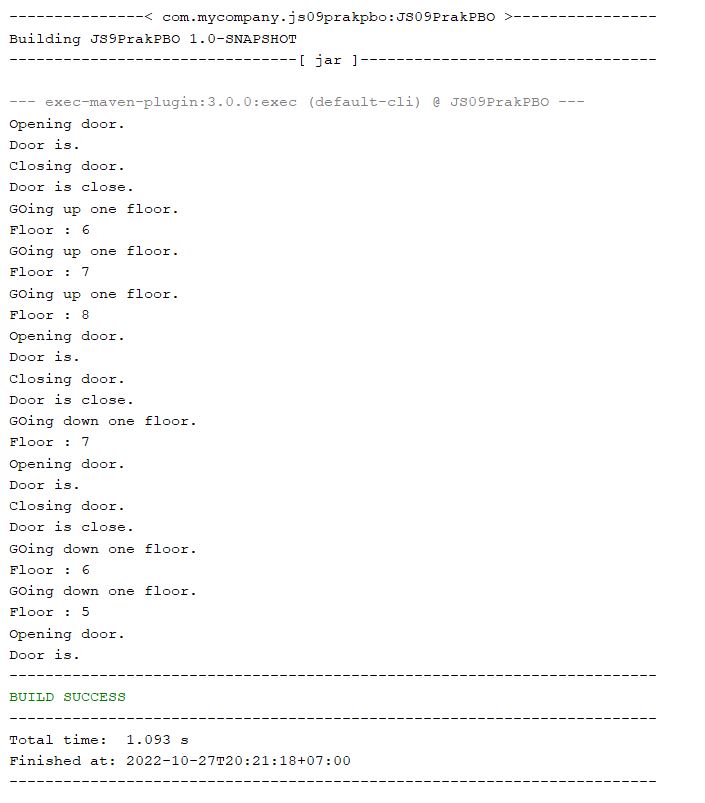 ---------------< com.mycompany.js09prakpbo:JS09PrakPBO >----------------
Building JS9PrakPBO 1.0-SNAPSHOT
--------------------------------[ jar ]---------------------------------
--- exec-maven-plugin:3.0.0:exec (default-cli) @ JS09PrakPBO ---
Opening door.
Door is.
Closing door.
Door is close.
GOing up one floor.
Floor : 6
GOing up one floor.
Floor : 7
GOing up one floor.
Floor : 8
Opening door.
Door is.
Closing door.
Door is close.
GOing down one floor.
Floor : 7
Opening door.
Door is.
Closing door.
Door is close.
GOing down one floor.
Floor : 6
GOing down one floor.
Floor : 5
Opening door.
Door is.
------------------------------------------------------------------------
BUILD SUCCESS
------------------------------------------------------------------------
Total time:  1.093 s
Finished at: 2022-10-27T20:21:18+07:00
------------------------------------------------------------------------